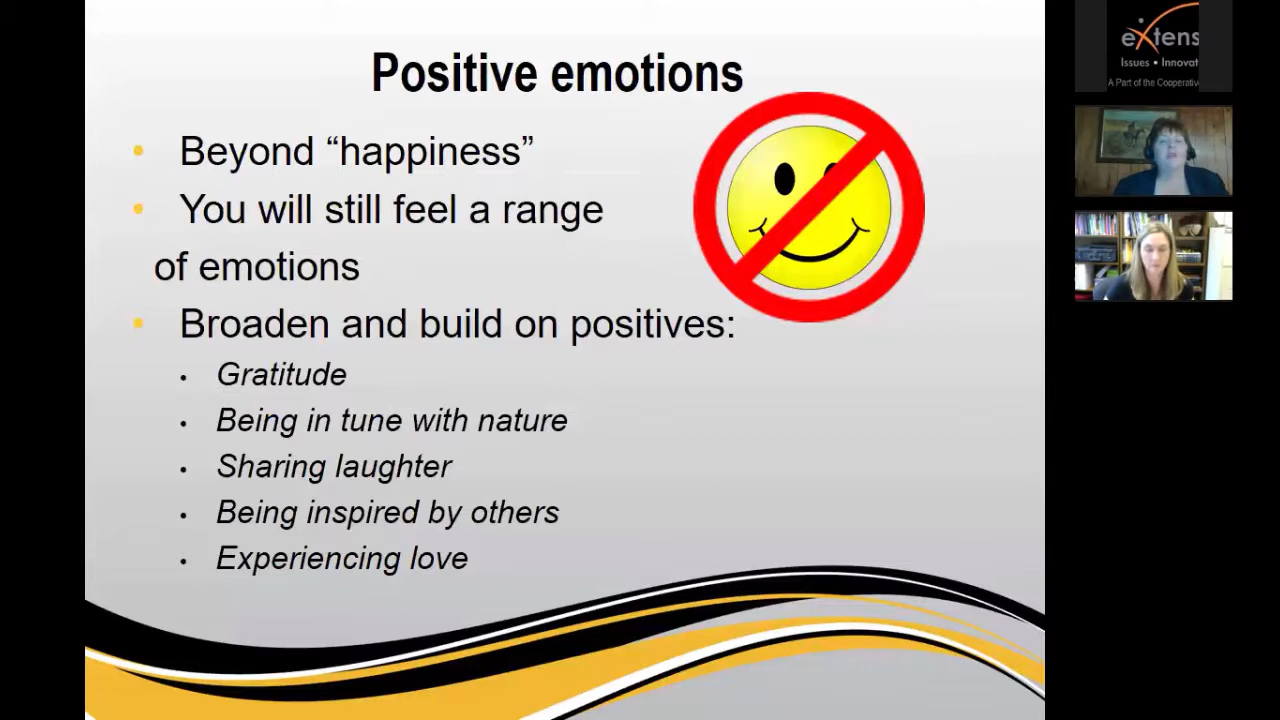 Positive emotions
• Beyond “happiness”
• You will still feel a range
of emotions
• Broaden and build on positives:
• Gratitude
• Being in tune with nature
• Sharing laughter
• Being inspired by others
• Experiencing love
eXtens
Issues • Innovat
A Part of the Cooperative